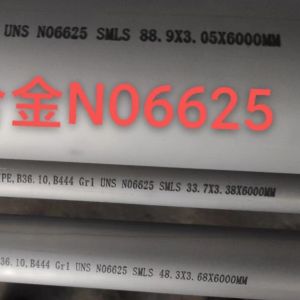 UNS N06625 SMLS 88.9X3.05X6000MM
金N06625
PE,B36.10,B444 Gr1 UNS N06625 SMLS 33.7X3.38X6000MM
36.10,B444 Gr1 UNS N06625 SMLS 48.3X3.68X6000MM